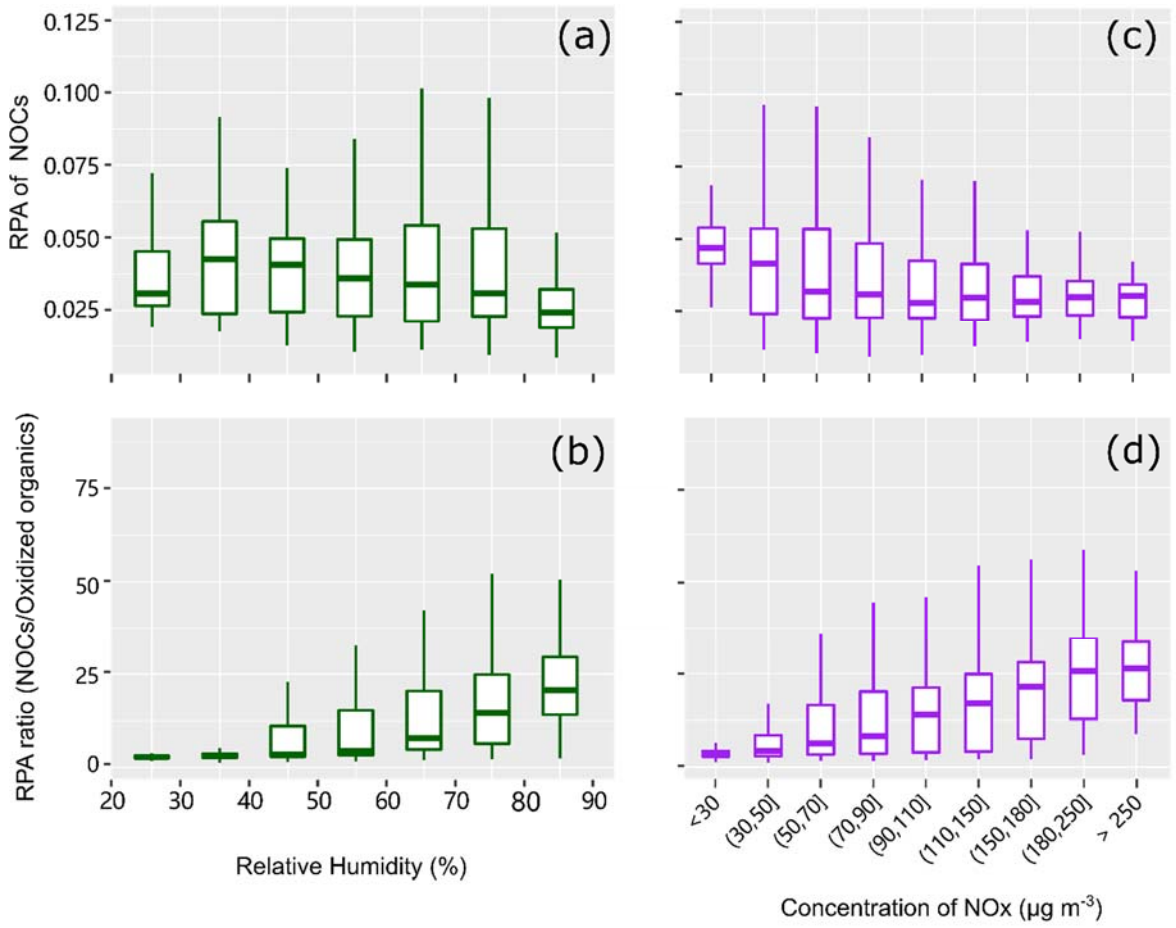 (a)
RPA of NOCs
0.125
0.100
0.075
0.050
0.025
(c)
(b)
RPA ratio (NOCs/Oxidized organics)
75
50
25
0
20 30 40 50 60 70 80 90
Relative Humidity (%)
(d)
<30 (30,50] (50,70] (70,90] (90,110] (110,150] (150,180] (180,250] > 250
Concentration of NOx (μg m⁻³)